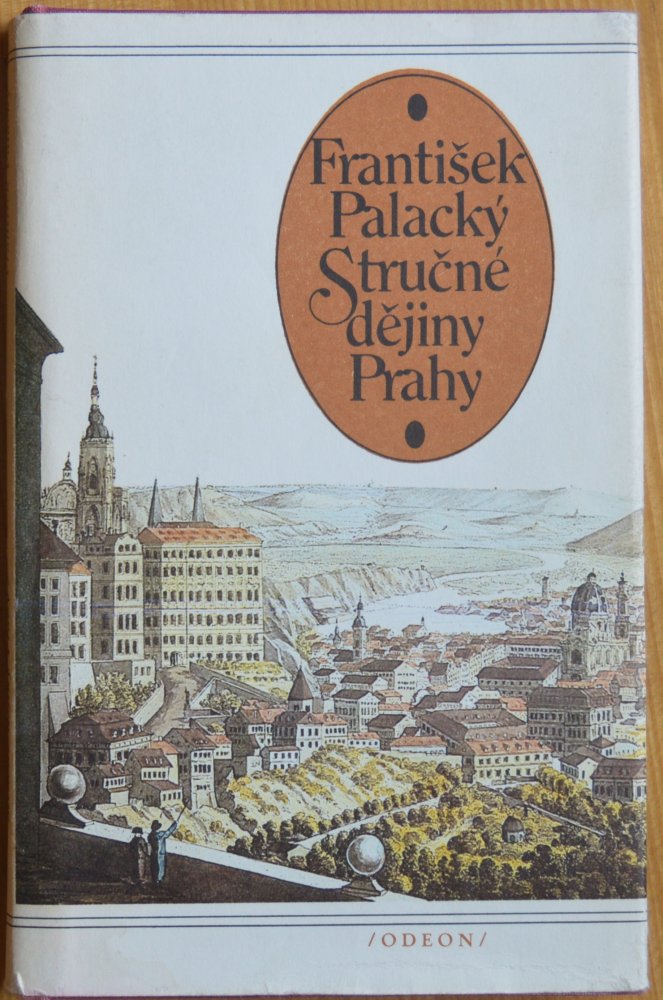 František
Palacký
Stručné
dějiny
Prahy
/ODEON/